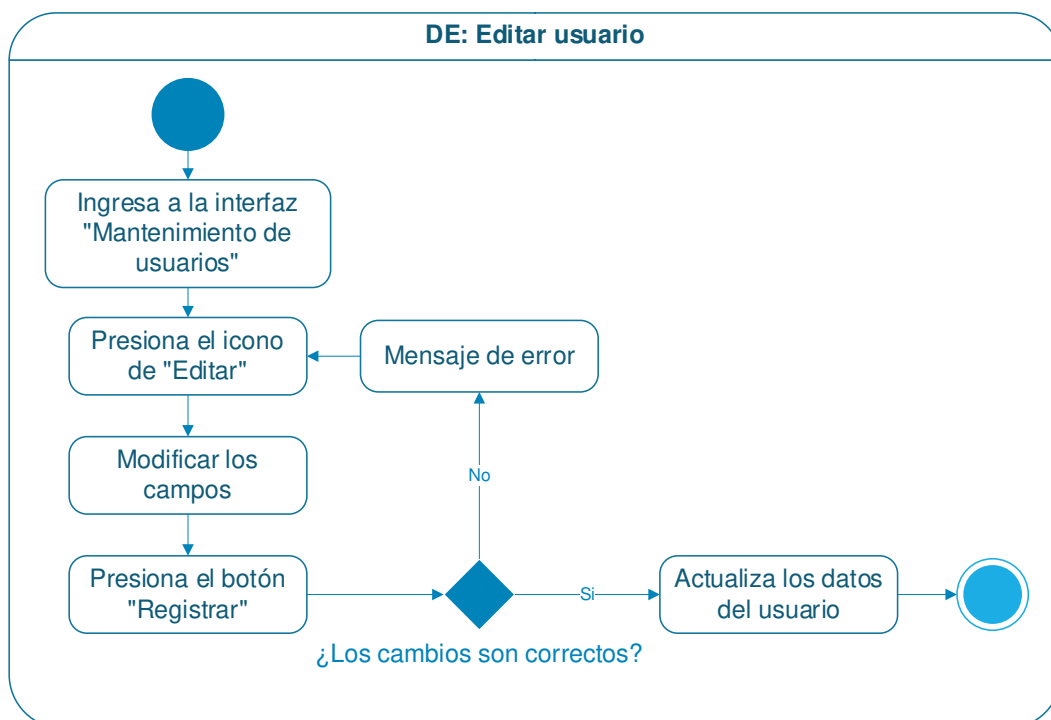 DE: Editar usuario
Ingresa a la interfaz
"Mantenimiento de
usuarios"
Presiona el icono
de "Editar"
Mensaje de error
Modificar los
campos
No
Presiona el botón
"Registrar"
Si
Actualiza los datos
del usuario
¿Los cambios son correctos?